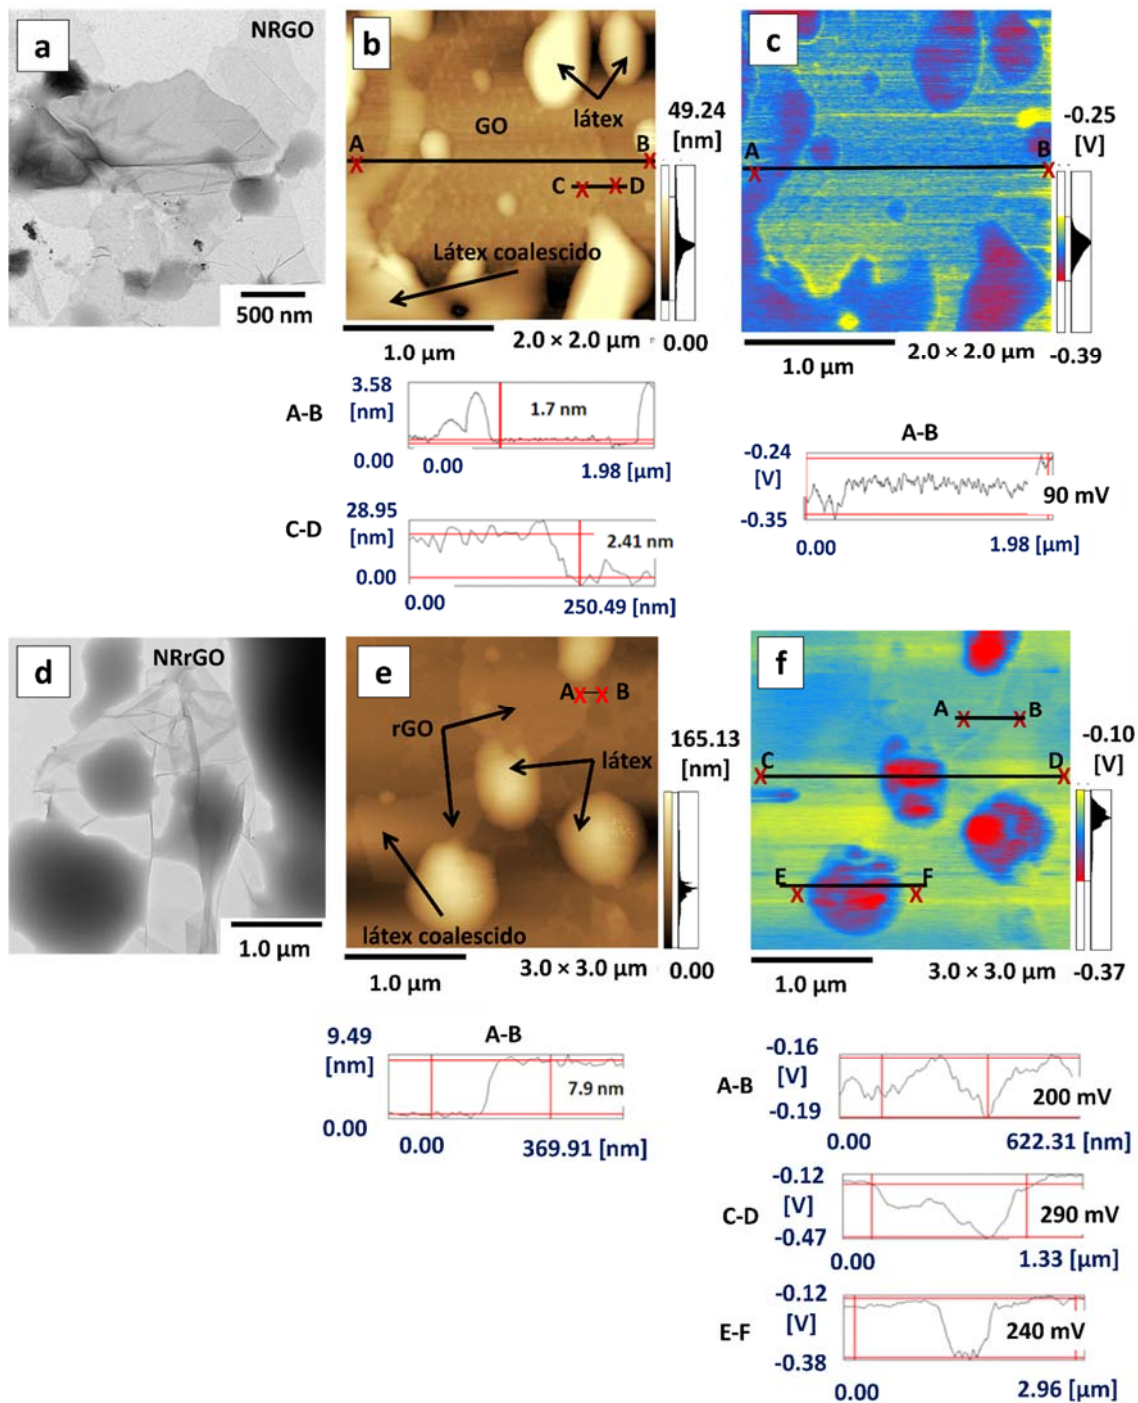 a
NRGO
500 nm
b
látex
GO
A
B
C
D
Látex coalescido
1.0 µm
2.0 × 2.0 µm
49.24
[nm]
0.00
c
A
B
1.0 µm
2.0 × 2.0 µm
-0.25
[V]
-0.39
A-B
3.58
[nm]
0.00
1.7 nm
0.00
1.98 [µm]
C-D
28.95
[nm]
0.00
2.41 nm
0.00
250.49 [nm]
A-B
-0.24
[V]
-0.35
90 mV
0.00
1.98 [µm]
d
NRrGO
1.0 µm
e
A
B
rGO
látex
látex coalescido
1.0 µm
3.0 × 3.0 µm
165.13
[nm]
0.00
f
A
B
C
D
E
F
1.0 µm
3.0 × 3.0 µm
-0.10
[V]
-0.37
A-B
9.49
[nm]
0.00
7.9 nm
0.00
369.91 [nm]
A-B
-0.16
[V]
-0.19
200 mV
0.00
622.31 [nm]
C-D
-0.12
[V]
-0.47
290 mV
0.00
1.33 [µm]
E-F
-0.12
[V]
-0.38
240 mV
0.00
2.96 [µm]